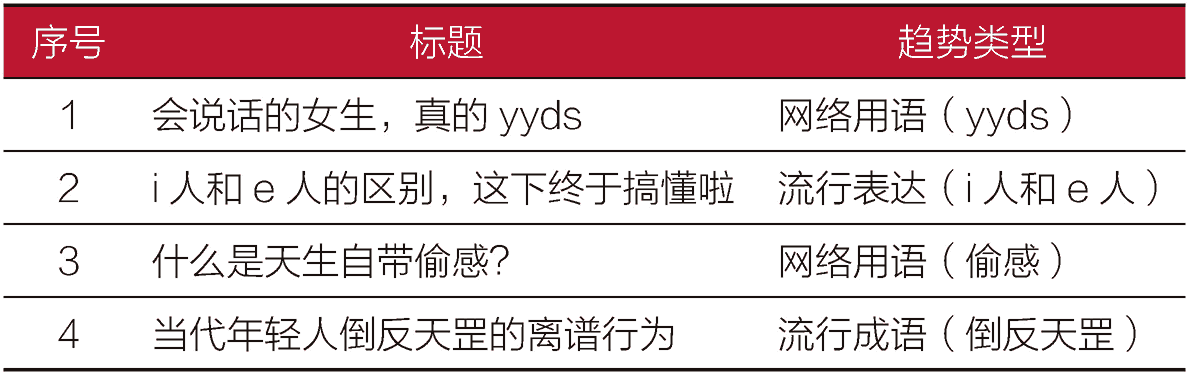 序号 标题 趋势类型
1 会说话的女生，真的 yyds 网络用语（yyds）
2 i 人和 e 人的区别，这下终于搞懂啦 流行表达（i 人和 e 人）
3 什么是天生自带偷感？ 网络用语（偷感）
4 当代年轻人倒反天罡的离谱行为 流行成语（倒反天罡）